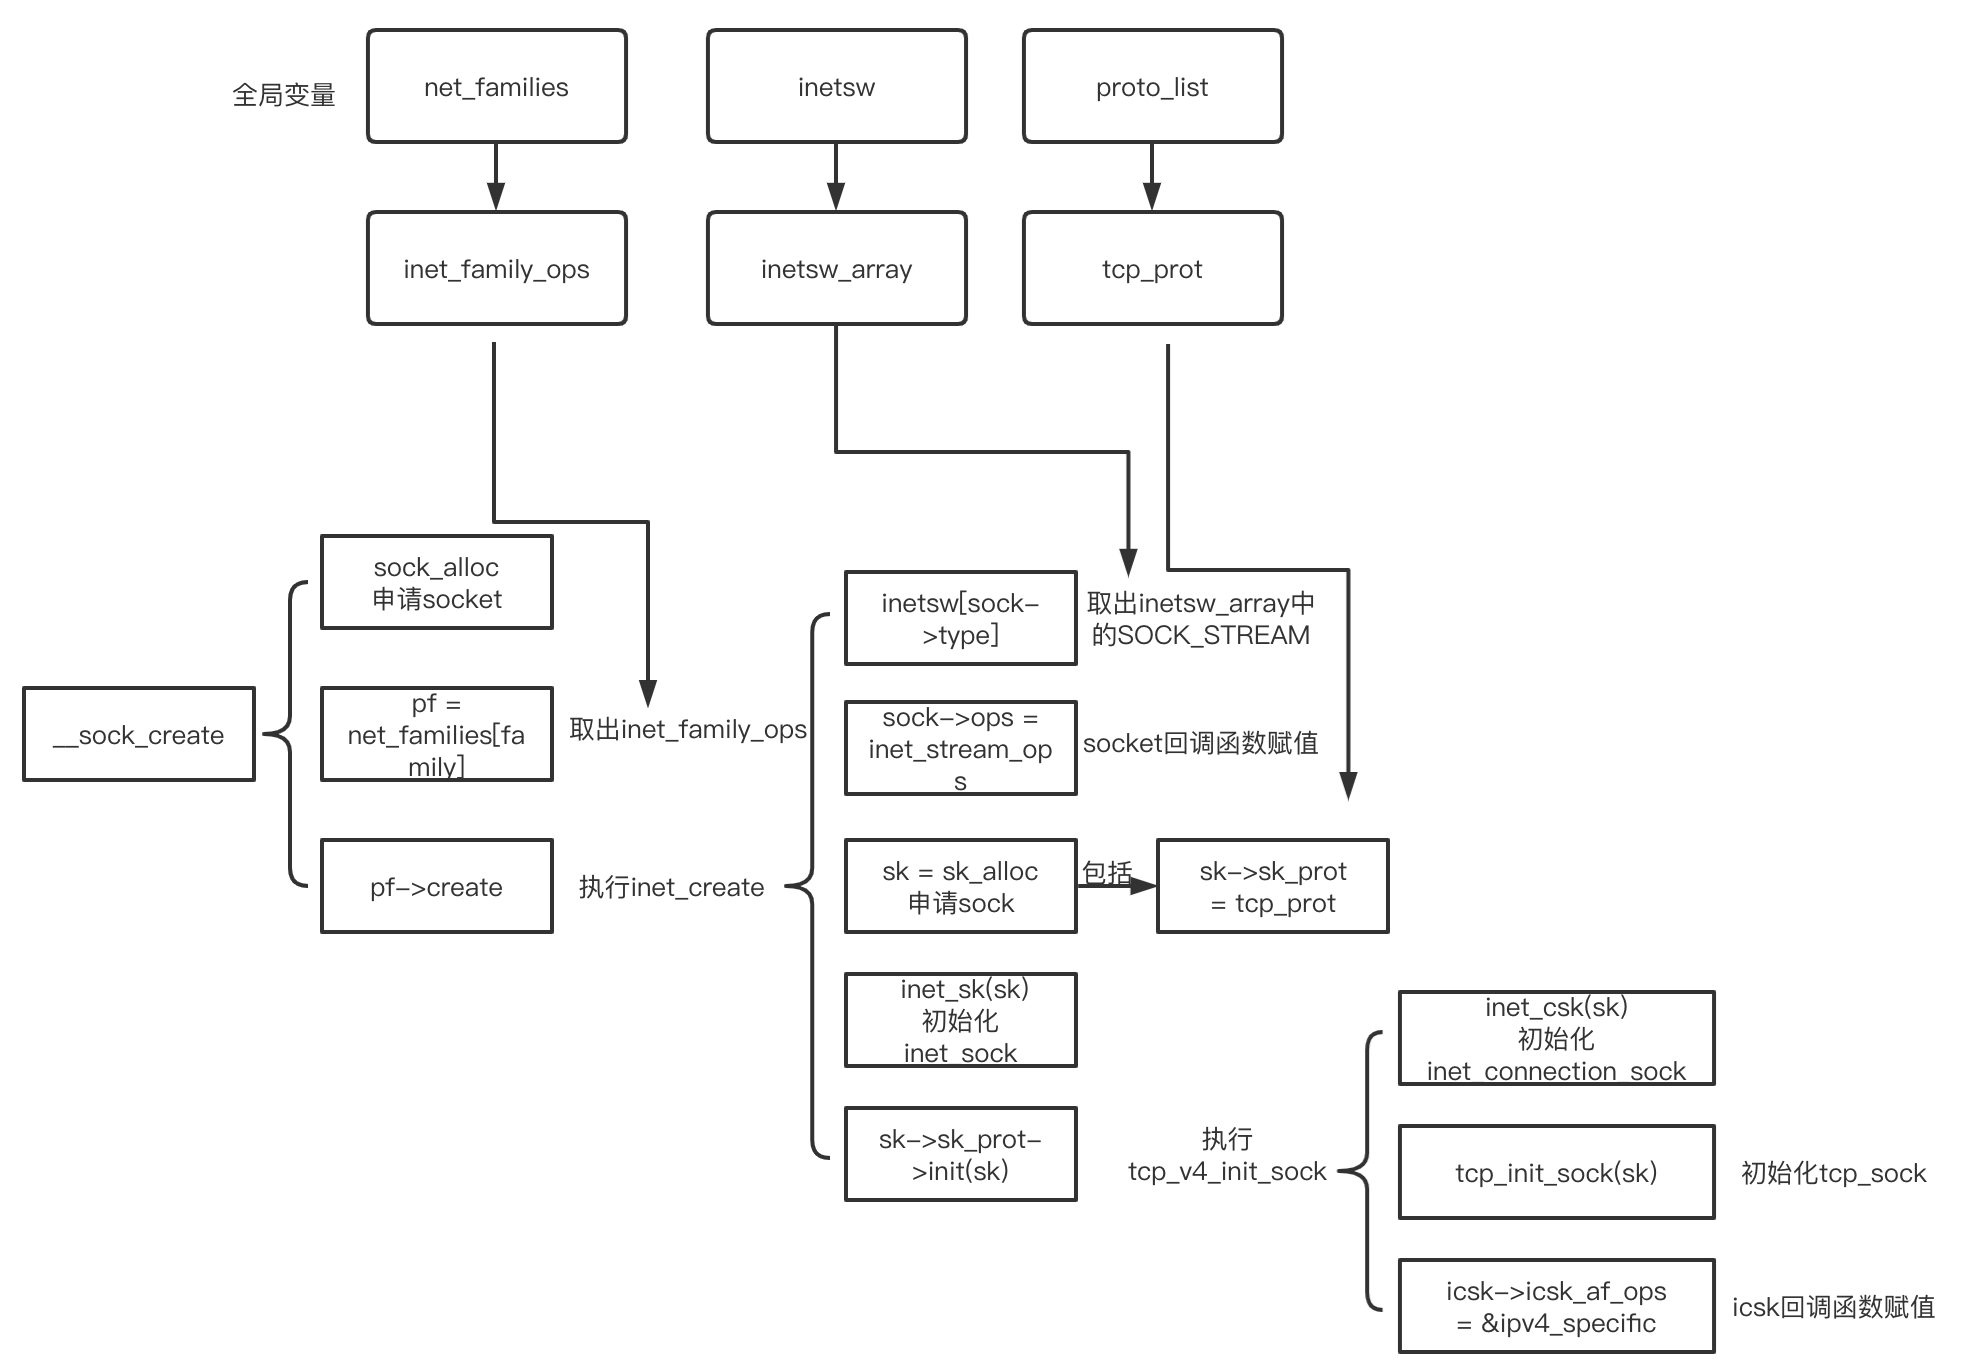 全局变量
net_families
inetsw
proto_list
inet_family_ops
inetsw_array
tcp_prot
__sock_create
sock_alloc
申请socket
pf =
net_families[fa
mily]
取出inet_family_ops
pf->create
执行inet_create
inetsw[sock-
>type]
取出inetsw_array中
的SOCK_STREAM
sock->ops =
inet_stream_op
s
socket回调函数赋值
sk = sk_alloc
申请sock
包括
sk->sk_prot
= tcp_prot
inet_sk(sk)
初始化
inet_sock
sk->sk_prot-
>init(sk)
执行
tcp_v4_init_sock
inet_csk(sk)
初始化
inet_connection_sock
tcp_init_sock(sk)
初始化tcp_sock
icsk->icsk_af_ops
= &ipv4_specific
icsk回调函数赋值